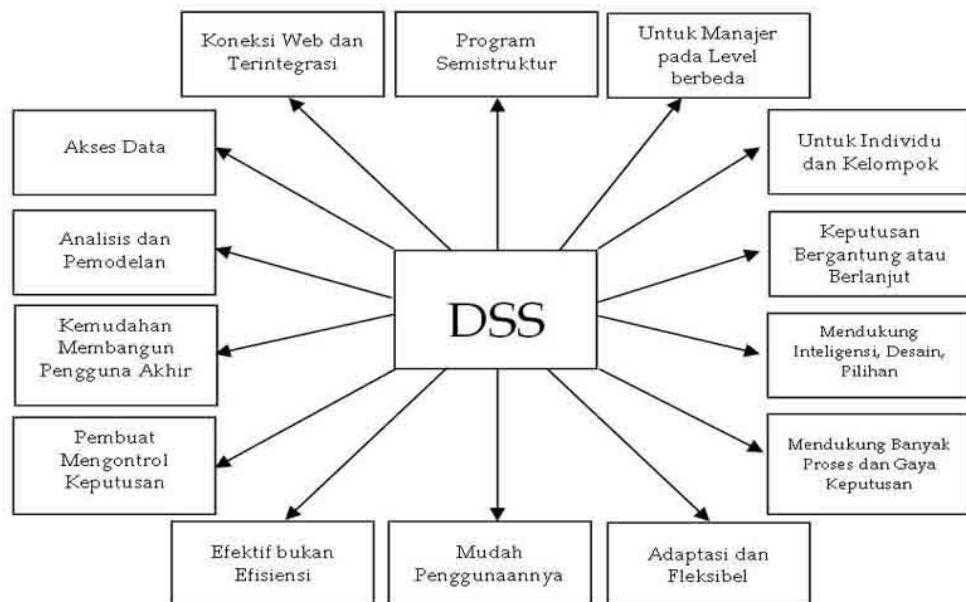 Koneksi Web dan
Terintegrasi
Program
Semistruktur
Untuk Manajer
pada Level
berbeda
Akses Data
Untuk Individu
dan Kelompok
Analisis dan
Pemodelan
Keputusan
Bergantung atau
Berlanjut
DSS
Kemudahan
Membangun
Pengguna Akhir
Mendukung
Inteligensi, Desain,
Pilihan
Pembuat
Mengontrol
Keputusan
Mendukung Banyak
Proses dan Gaya
Keputusan
Efektif bukan
Efisiensi
Mudah
Penggunaannya
Adaptasi dan
Fleksibel